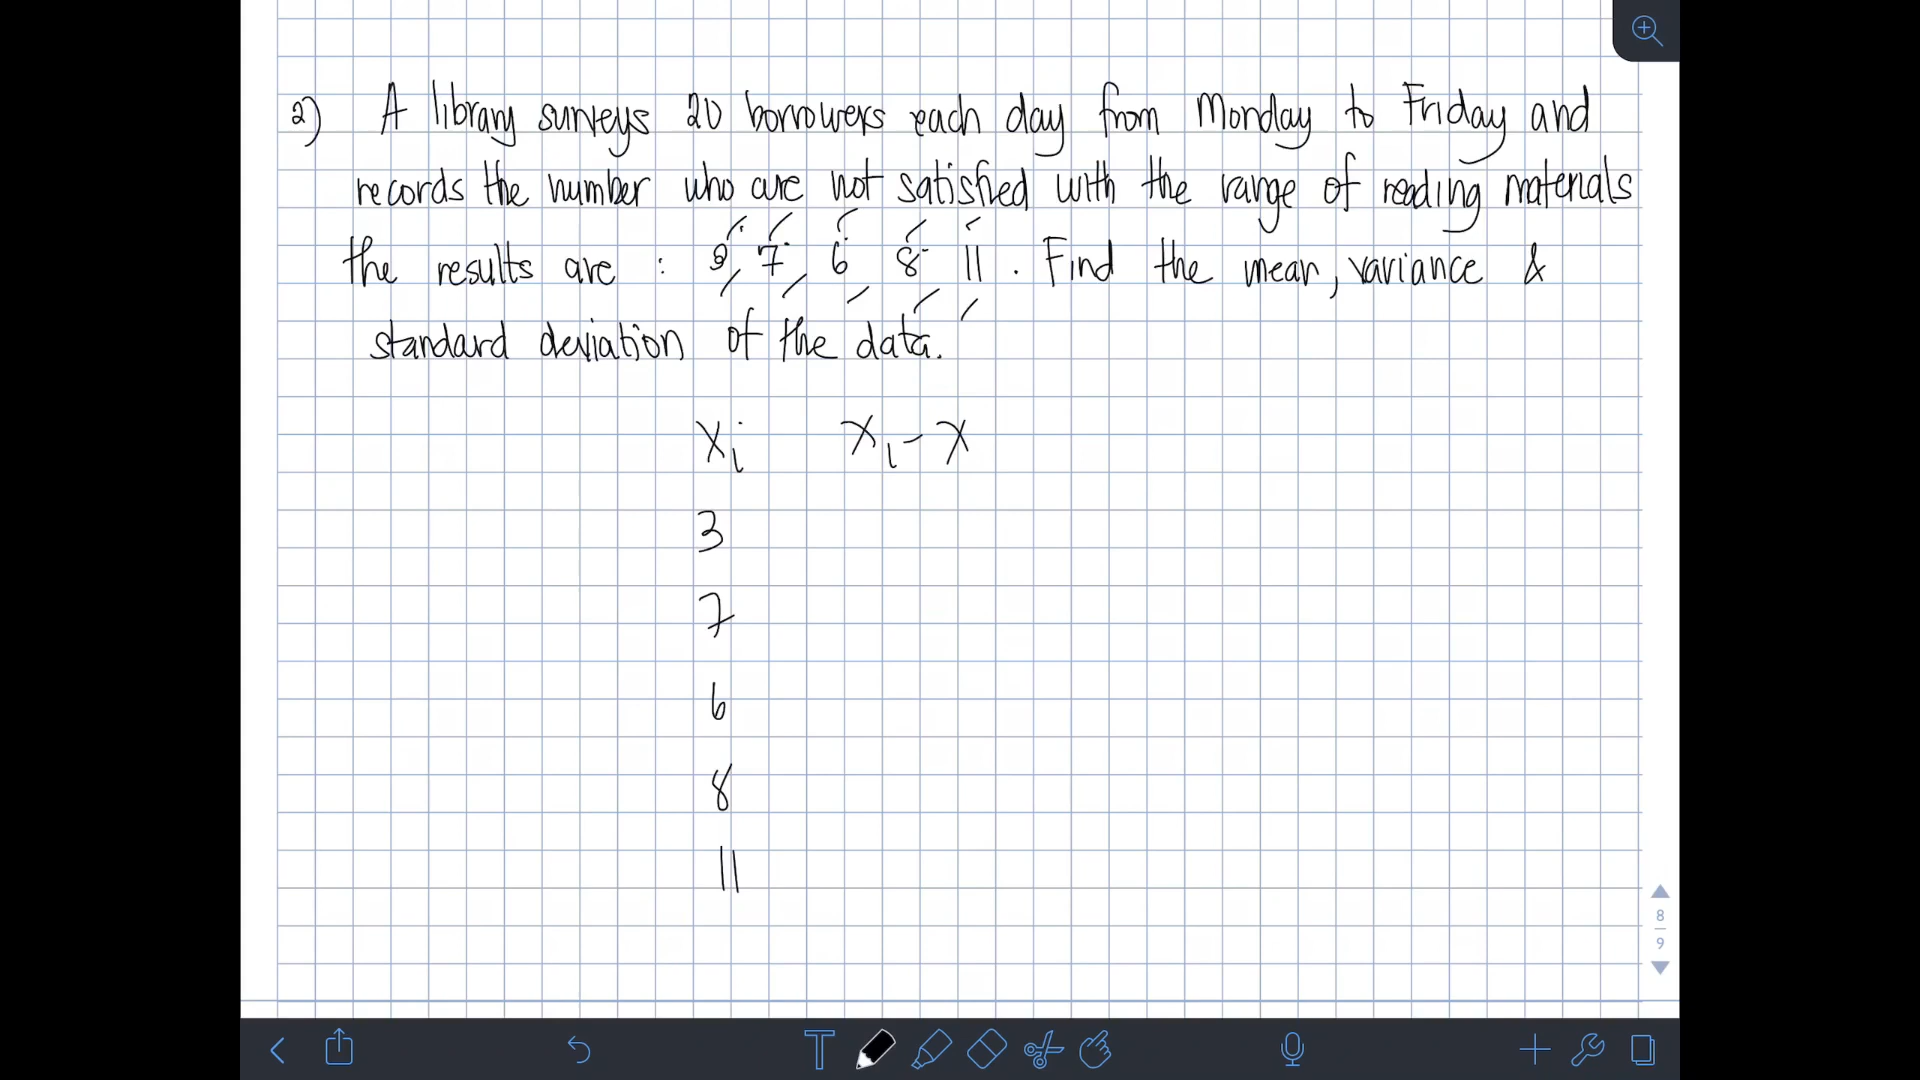 2) A library surveys 20 borrowers each day from Monday to Friday and
records the number who are not satisfied with the range of reading materials
the results are : , 7, 6 8 11 . Find the mean, variance &
standard deviation of the data.
xi xi - x
3
7
6
8
11
8
9
T